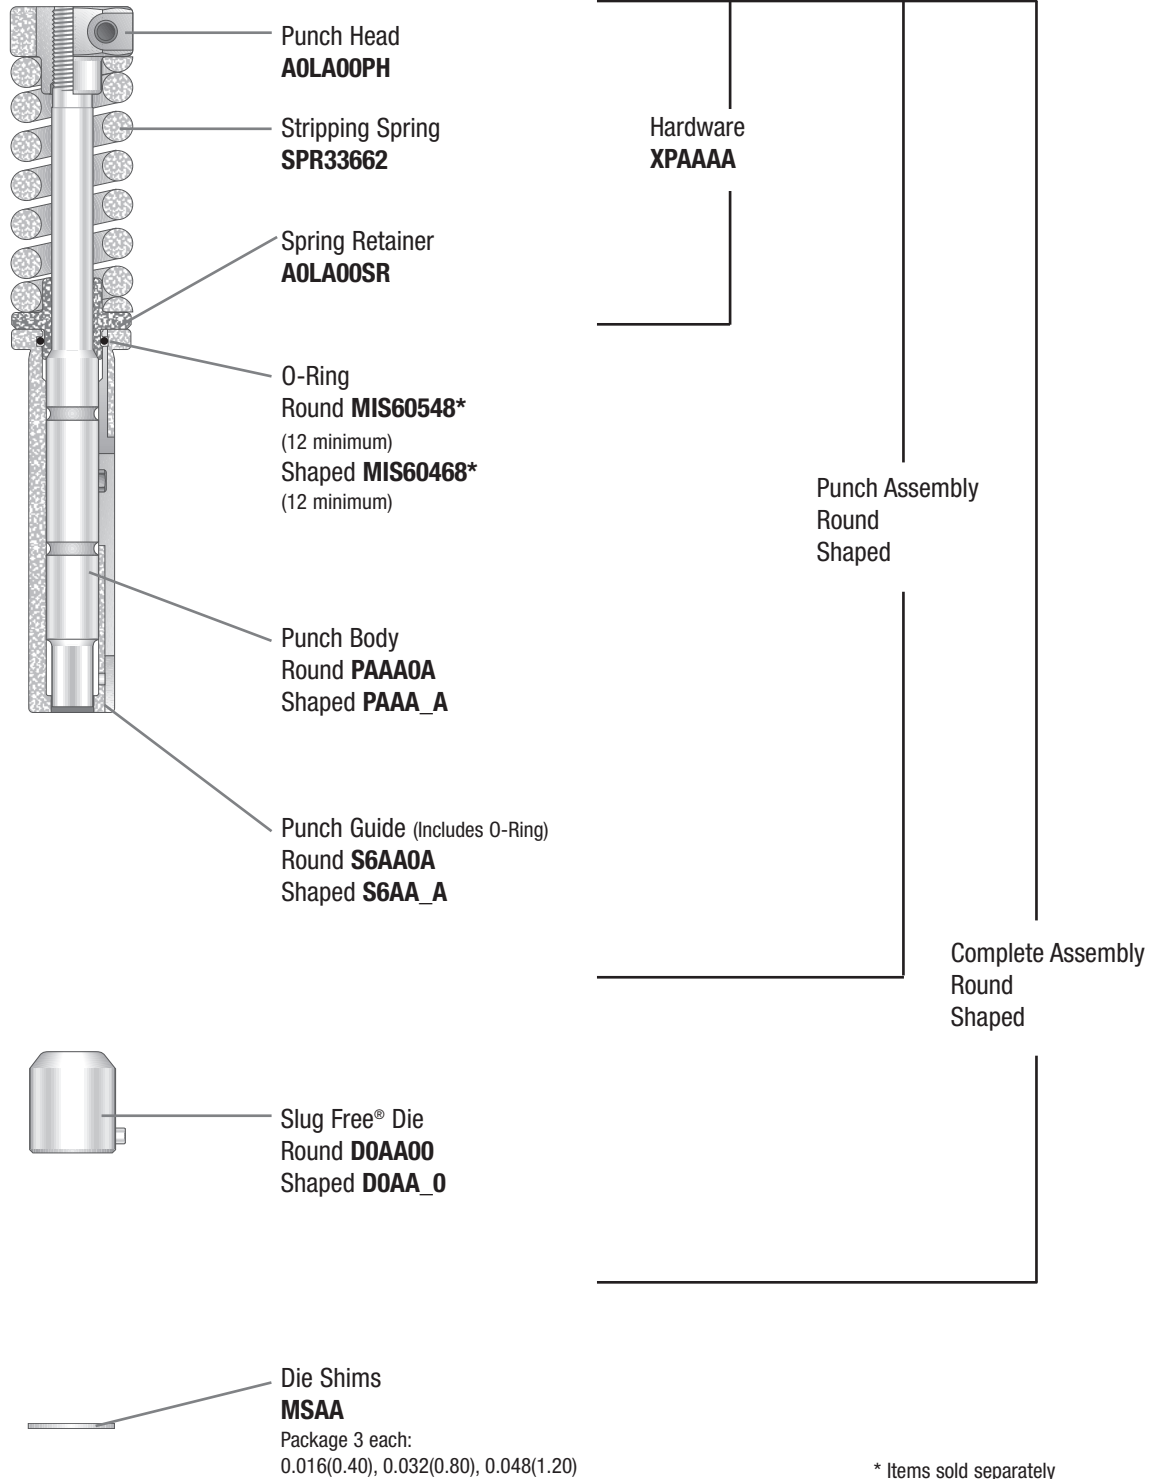 Punch Head
A0LA00PH
Stripping Spring
SPR33662
Spring Retainer
A0LA00SR
O-Ring
Round MIS60548*
(12 minimum)
Shaped MIS60468*
(12 minimum)
Punch Body
Round PAAA0A
Shaped PAAA_A
Punch Guide (Includes O-Ring)
Round S6AA0A
Shaped S6AA_A
Slug Free® Die
Round D0AA00
Shaped D0AA_0
Die Shims
MSAA
Package 3 each:
0.016(0.40), 0.032(0.80), 0.048(1.20)
Hardware
XPAAAA
Punch Assembly
Round
Shaped
Complete Assembly
Round
Shaped
* Items sold separately